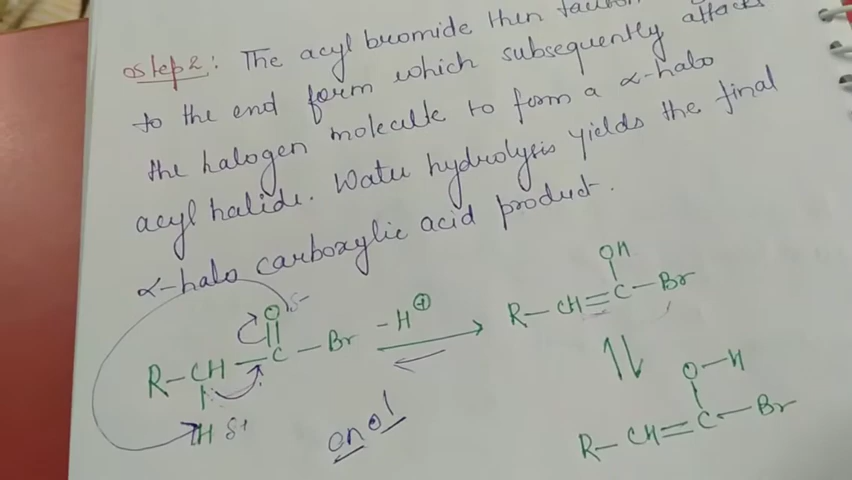 Step 2: The acyl bromide then
to the end form which subsequently attacks
the halogen molecule to form a α-halo
acyl halide. Water hydrolysis yields the final
α-halo carboxylic acid product.
OH
R-CH=C-Br
O δ-
R-CH-C-Br
-H⊕
H δ+
enol
O-H
R-CH=C-Br